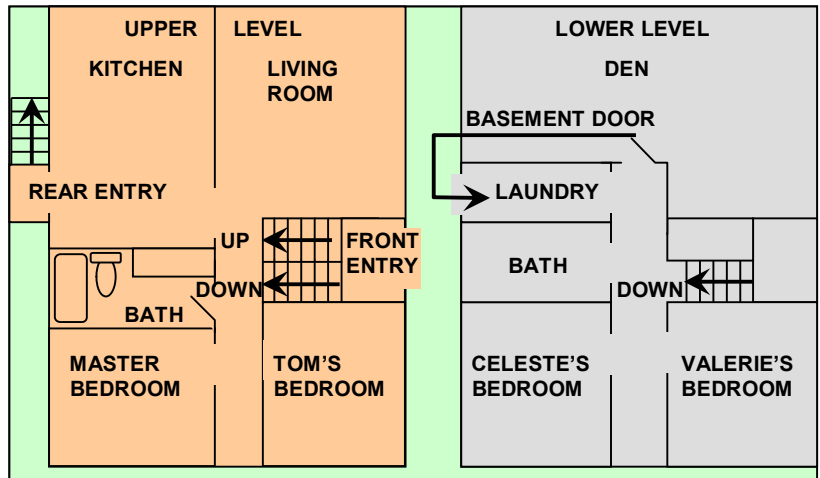 UPPER LEVEL
KITCHEN
LIVING
ROOM
REAR ENTRY
UP
FRONT
ENTRY
DOWN
BATH
MASTER
BEDROOM
TOM'S
BEDROOM
LOWER LEVEL
DEN
BASEMENT DOOR
LAUNDRY
BATH
DOWN
CELESTE'S
BEDROOM
VALERIE'S
BEDROOM